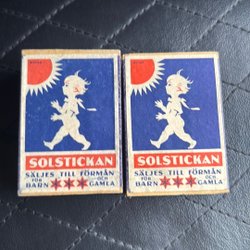 SOLSTICKAN
SÄLJES TILL FÖRMÅN
FÖR BARN OCH GAMLA
SOLSTICKAN
SÄLJES TILL FÖRMÅN
FÖR BARN OCH GAMLA